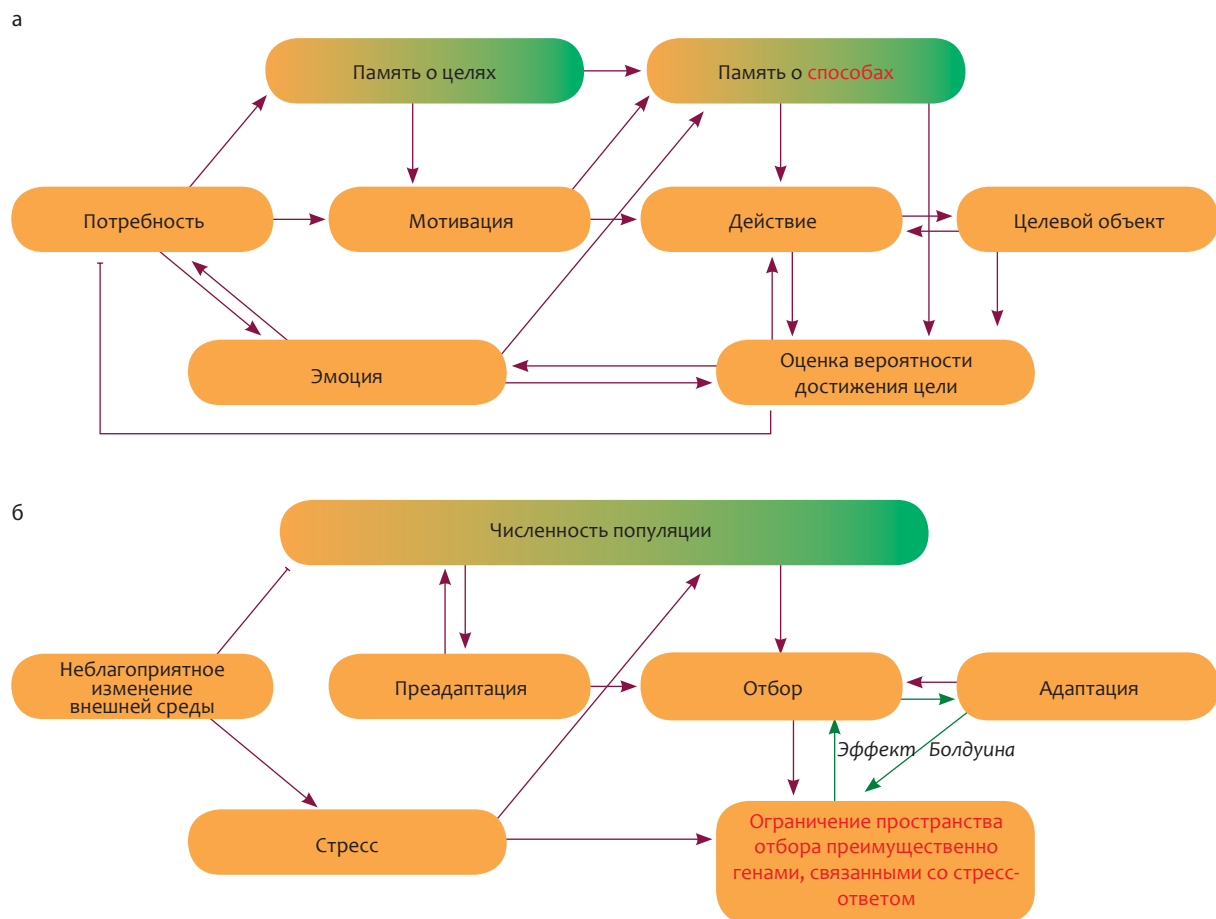 а
Память о целях
Память о способах
Потребность
Мотивация
Действие
Целевой объект
Эмоция
Оценка вероятности
достижения цели
б
Численность популяции
Неблагоприятное
изменение
внешней среды
Преадаптация
Отбор
Адаптация
Эффект Болдуина
Стресс
Ограничение пространства
отбора преимущественно
генами, связанными со стресс-
ответом